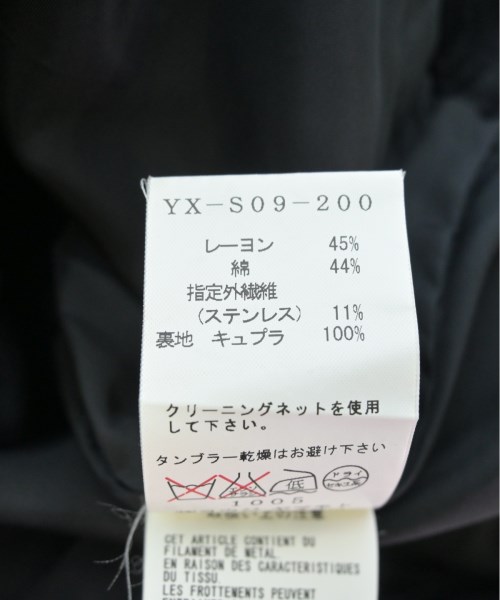 YX-S09-200
レーヨン 45%
綿 44%
指定外繊維
(ステンレス) 11%
裏地 キュプラ 100%
クリーニングネットを使用
して下さい。
タンブラー乾燥はお避け下さい
低
ドライ
1005
CET ARTICLE CONTIENT DU
FILAMENT DE METAL.
EN RAISON DES CARACTERISTIQUES
DU TISSU.
LES FROTTEMENTS PEUVENT